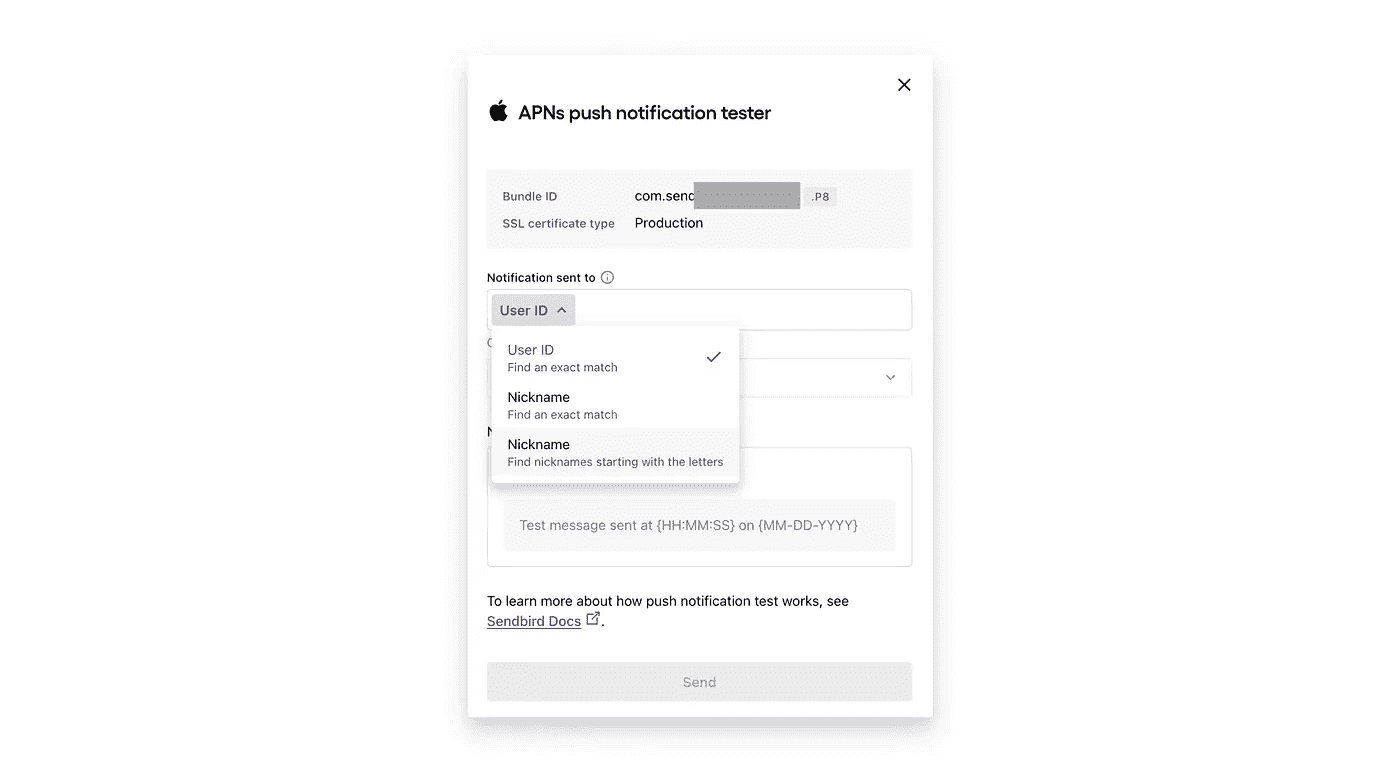 APNs push notification tester
Bundle ID com.send .P8
SSL certificate type Production
Notification sent to
User ID
User ID
Find an exact match
Nickname
Find an exact match
Nickname
Find nicknames starting with the letters
Test message sent at {HH:MM:SS} on {MM-DD-YYYY}
To learn more about how push notification test works, see
Sendbird Docs .
Send